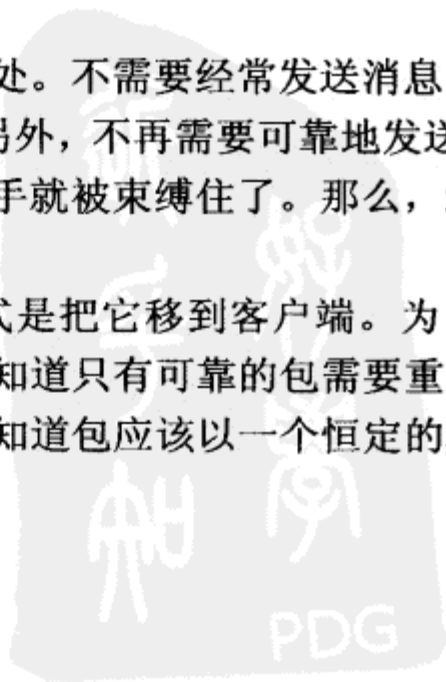 处。不需要经常发送消息
另外，不再需要可靠地发送
手就被束缚住了。那么，
式是把它移到客户端。为
知道只有可靠的包需要重
知道包应该以一个恒定的
PDG